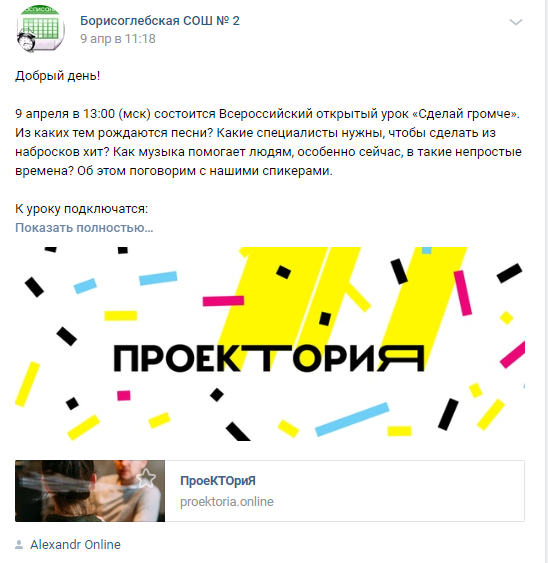 Борисоглебская СОШ № 2
9 апр в 11:18
Добрый день!
9 апреля в 13:00 (мск) состоится Всероссийский открытый урок «Сделай громче».
Из каких тем рождаются песни? Какие специалисты нужны, чтобы сделать из
набросков хит? Как музыка помогает людям, особенно сейчас, в такие непростые
времена? Об этом поговорим с нашими спикерами.
К уроку подключатся:
Показать полностью...
ПРОЕКТОРИЯ
ПроеКТОриЯ
proektoria.online
Alexandr Online